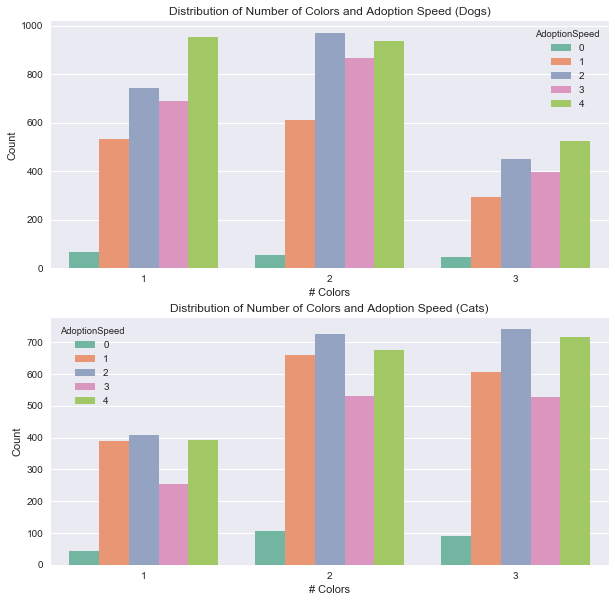 Distribution of Number of Colors and Adoption Speed (Dogs)
1000
800
600
400
200
0
Count
AdoptionSpeed
0
1
2
3
4
1 2 3
# Colors
Distribution of Number of Colors and Adoption Speed (Cats)
700
600
500
400
300
200
100
0
Count
AdoptionSpeed
0
1
2
3
4
1 2 3
# Colors